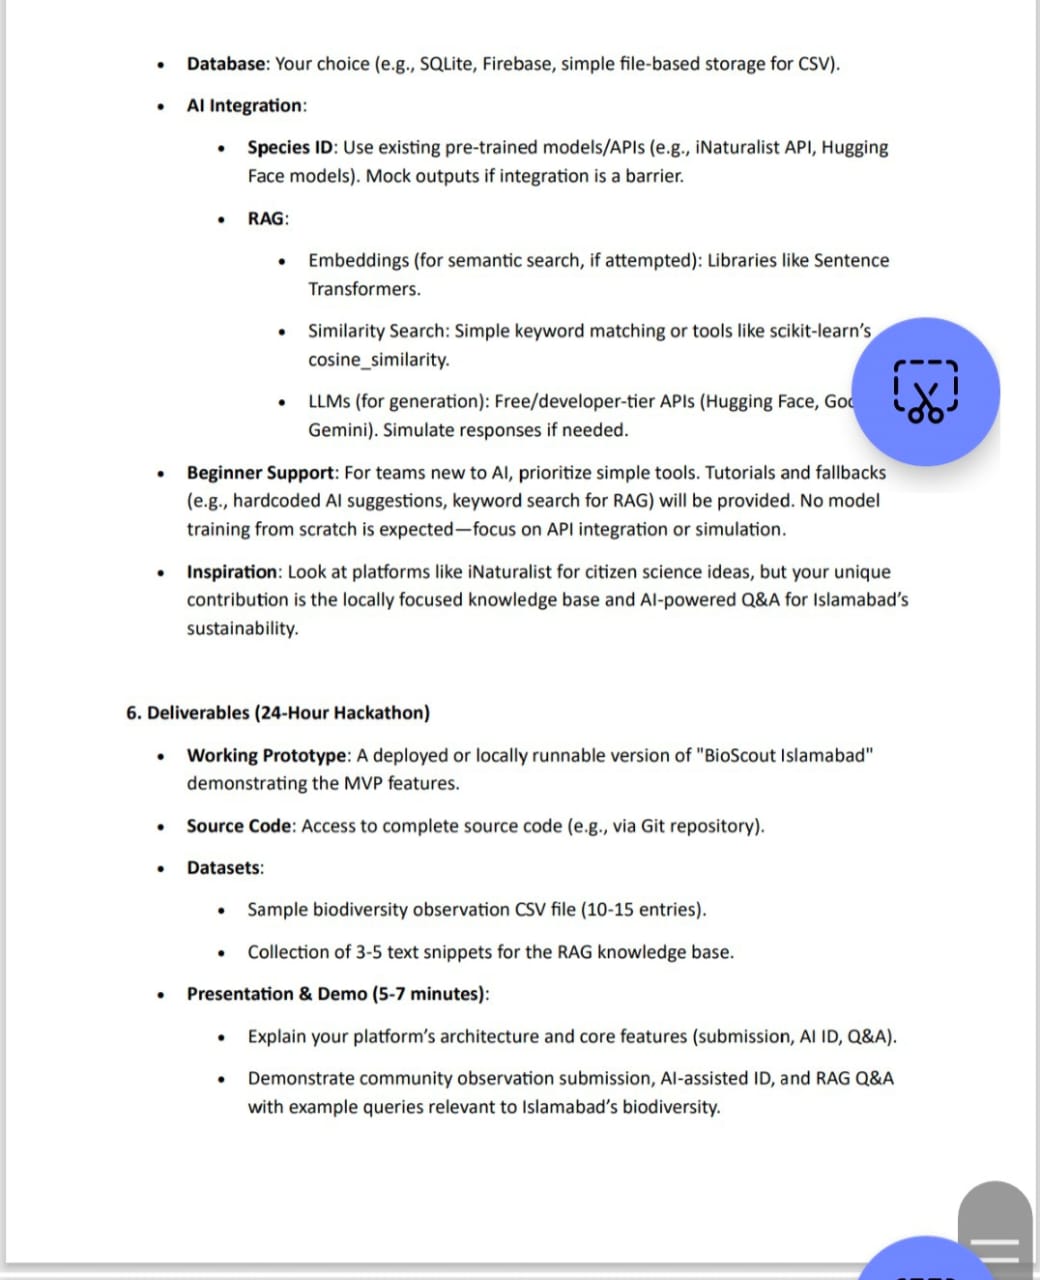 • Database: Your choice (e.g., SQLite, Firebase, simple file-based storage for CSV).
• AI Integration:
• Species ID: Use existing pre-trained models/APIs (e.g., iNaturalist API, Hugging
Face models). Mock outputs if integration is a barrier.
• RAG:
• Embeddings (for semantic search, if attempted): Libraries like Sentence
Transformers.
• Similarity Search: Simple keyword matching or tools like scikit-learn’s
cosine_similarity.
• LLMs (for generation): Free/developer-tier APIs (Hugging Face,
Gemini). Simulate responses if needed.
• Beginner Support: For teams new to AI, prioritize simple tools. Tutorials and fallbacks
(e.g., hardcoded AI suggestions, keyword search for RAG) will be provided. No model
training from scratch is expected—focus on API integration or simulation.
• Inspiration: Look at platforms like iNaturalist for citizen science ideas, but your unique
contribution is the locally focused knowledge base and AI-powered Q&A for Islamabad’s
sustainability.
6. Deliverables (24-Hour Hackathon)
• Working Prototype: A deployed or locally runnable version of "BioScout Islamabad"
demonstrating the MVP features.
• Source Code: Access to complete source code (e.g., via Git repository).
• Datasets:
• Sample biodiversity observation CSV file (10-15 entries).
• Collection of 3-5 text snippets for the RAG knowledge base.
• Presentation & Demo (5-7 minutes):
• Explain your platform’s architecture and core features (submission, AI ID, Q&A).
• Demonstrate community observation submission, AI-assisted ID, and RAG Q&A
with example queries relevant to Islamabad’s biodiversity.